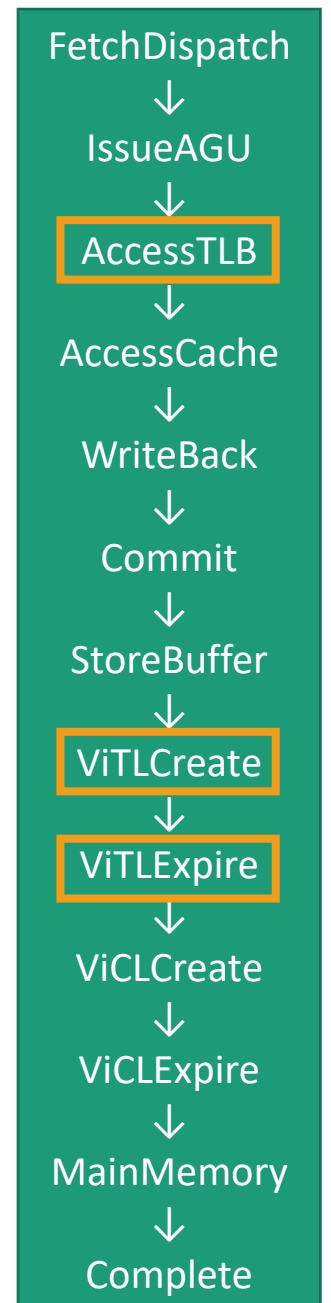 FetchDispatch
↓
IssueAGU
↓
AccessTLB
↓
AccessCache
↓
WriteBack
↓
Commit
↓
StoreBuffer
↓
ViTLCreate
↓
ViTLExpire
↓
ViCLCreate
↓
ViCLExpire
↓
MainMemory
↓
Complete